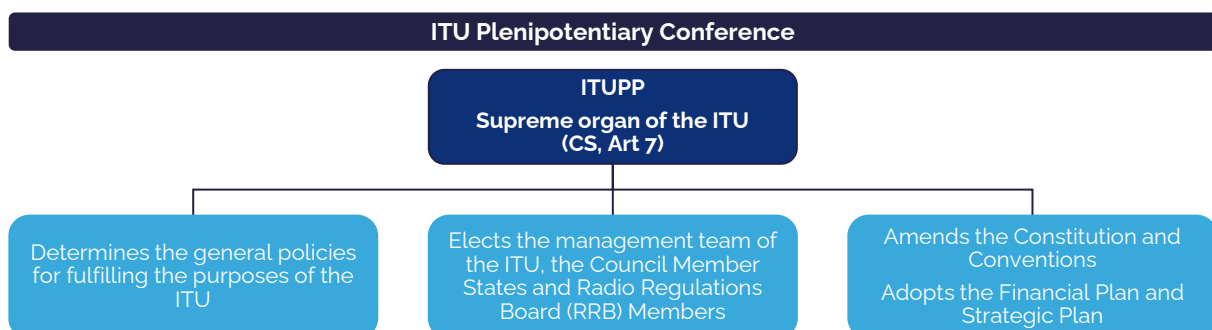 ITU Plenipotentiary Conference
ITUPP
Supreme organ of the ITU
(CS, Art 7)
Determines the general policies
for fulfilling the purposes of the
ITU
Elects the management team of
the ITU, the Council Member
States and Radio Regulations
Board (RRB) Members
Amends the Constitution and
Conventions
Adopts the Financial Plan and
Strategic Plan